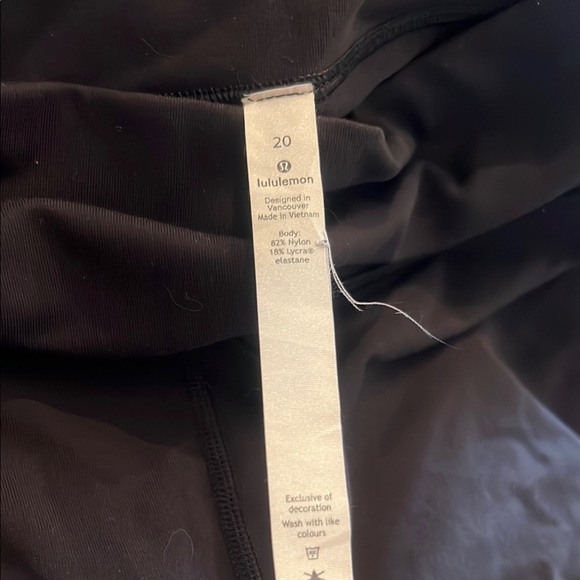 20
lululemon
Designed in
Vancouver
Made in Vietnam
Body:
82% Nylon
18% Lycra®
elastane
Exclusive of
decoration
Wash with like
colours